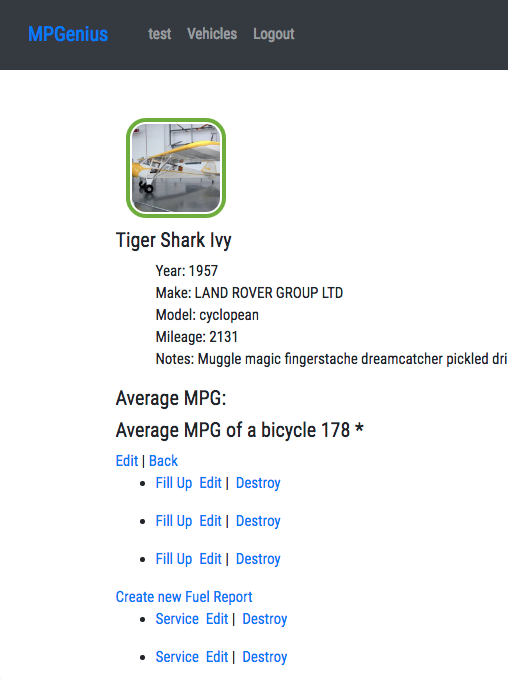 MPGenius test Vehicles Logout
Tiger Shark Ivy
Year: 1957
Make: LAND ROVER GROUP LTD
Model: cyclopean
Mileage: 2131
Notes: Muggle magic fingerstache dreamcatcher pickled dri
Average MPG:
Average MPG of a bicycle 178 *
Edit | Back
• Fill Up Edit | Destroy
• Fill Up Edit | Destroy
• Fill Up Edit | Destroy
Create new Fuel Report
• Service Edit | Destroy
• Service Edit | Destroy